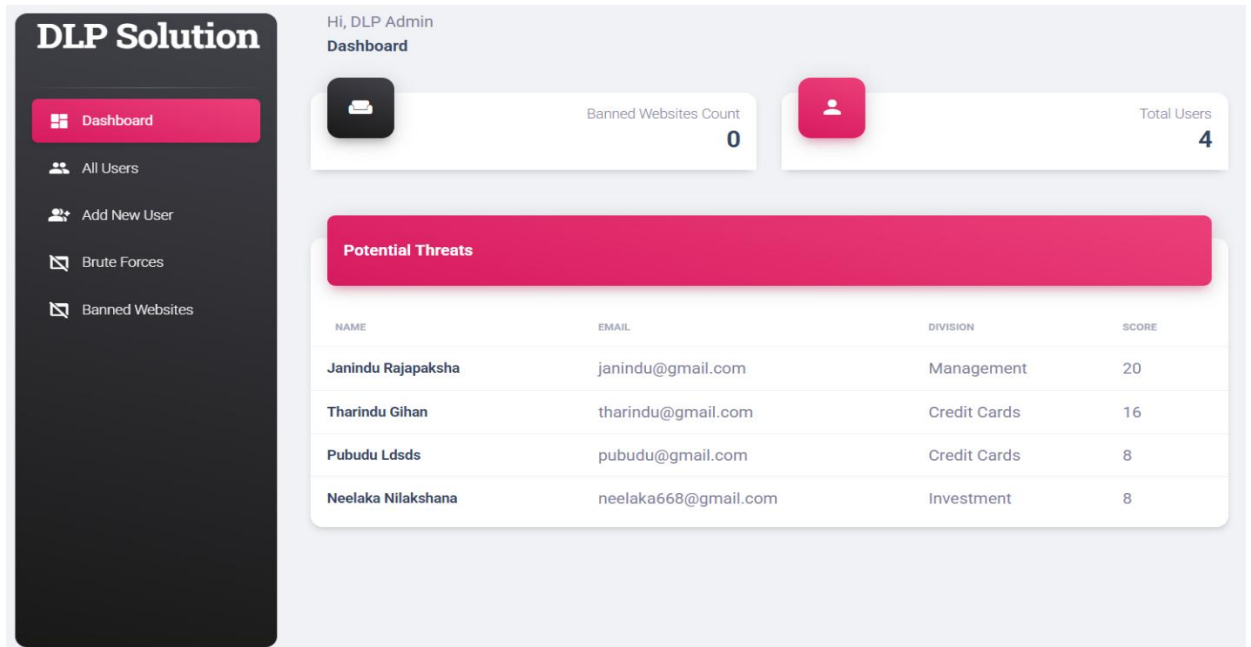 DLP Solution
Dashboard
All Users
Add New User
Brute Forces
Banned Websites
Hi, DLP Admin
Dashboard
Banned Websites Count
0
Total Users
4
Potential Threats
NAME EMAIL DIVISION SCORE
Janindu Rajapaksha janindu@gmail.com Management 20
Tharindu Gihan tharindu@gmail.com Credit Cards 16
Pubudu Ldsds pubudu@gmail.com Credit Cards 8
Neelaka Nilakshana neelaka668@gmail.com Investment 8